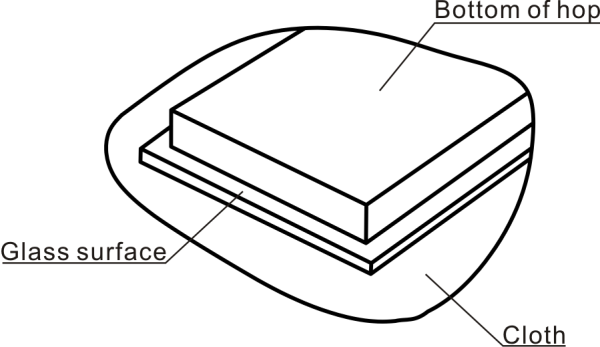 Bottom of hop
Glass surface
Cloth